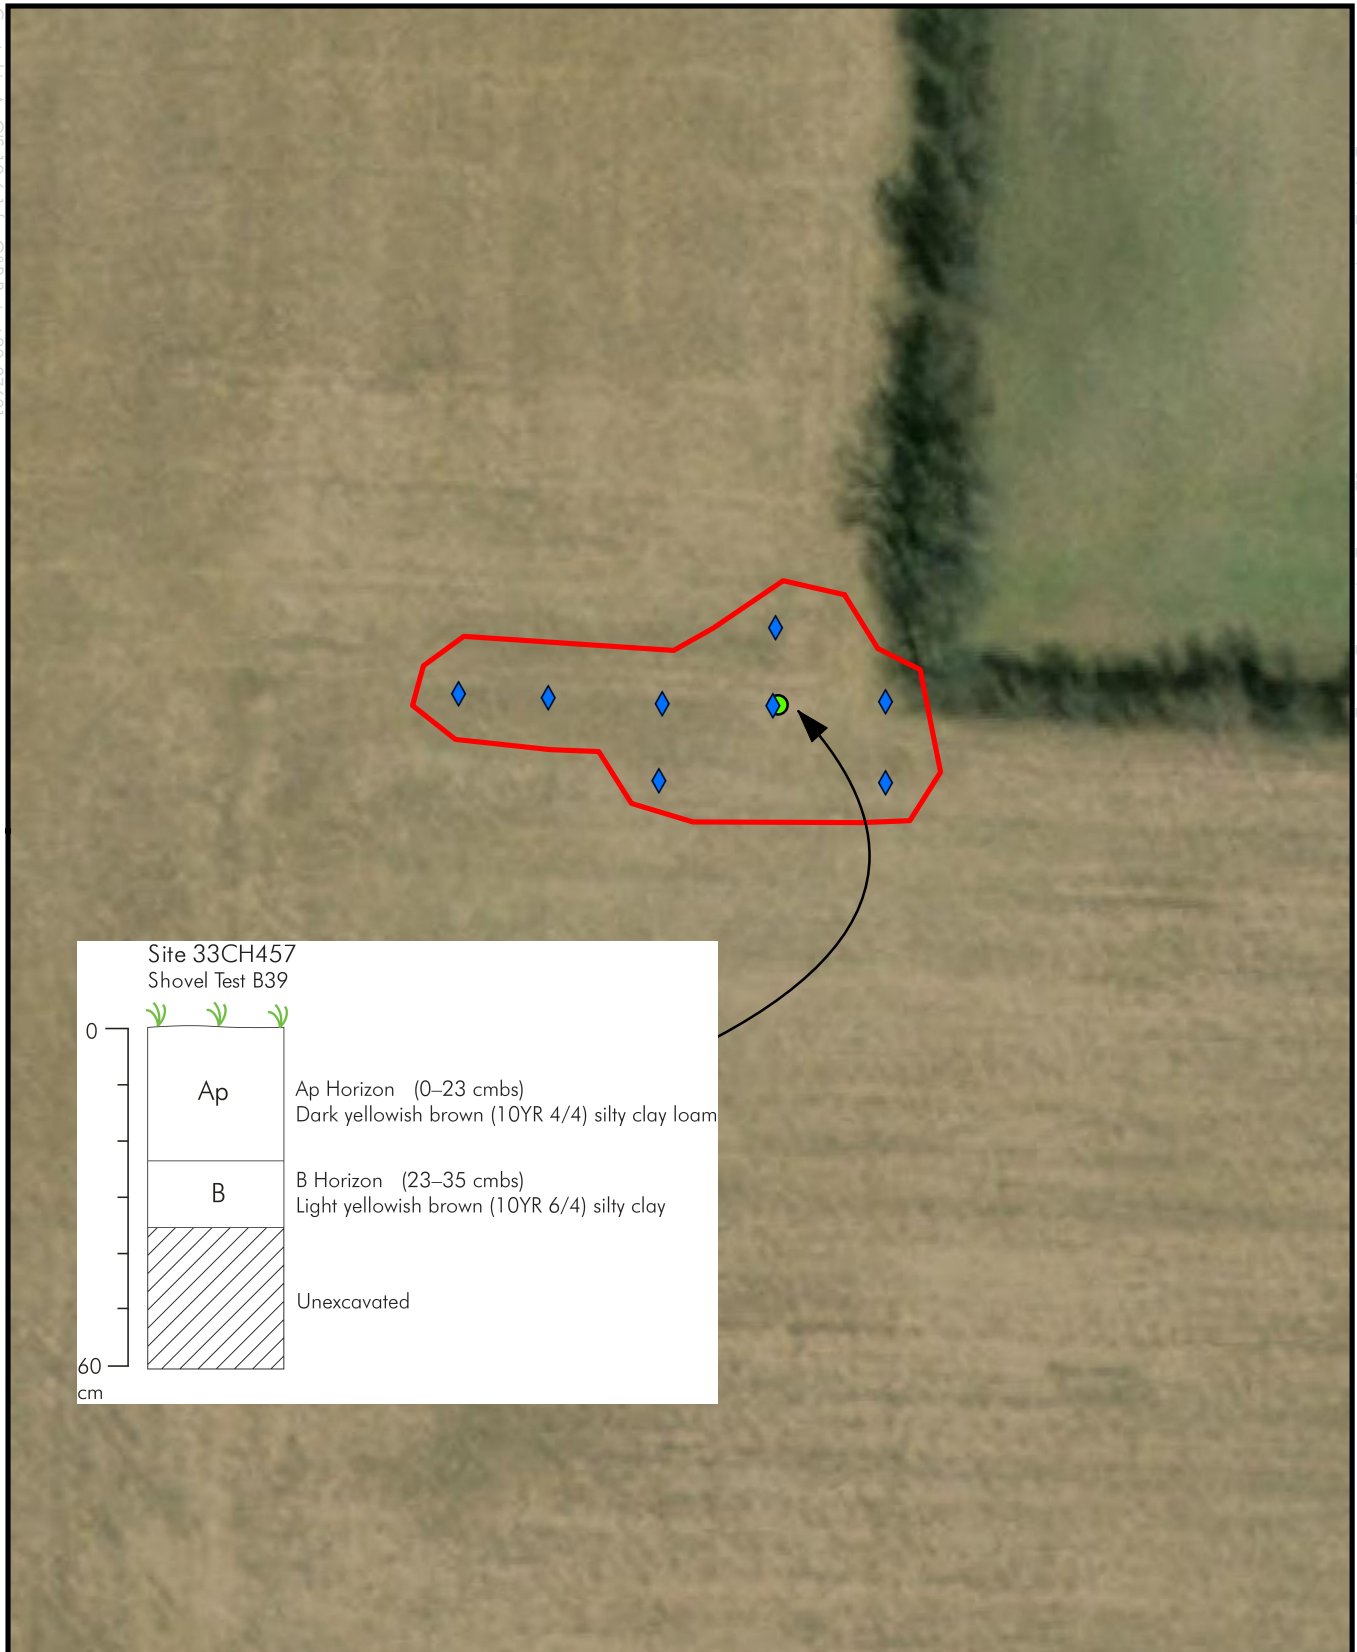 Site 33CH457
Shovel Test B39
0
Ap
Ap Horizon (0–23 cmbs)
Dark yellowish brown (10YR 4/4) silty clay loam
B
B Horizon (23–35 cmbs)
Light yellowish brown (10YR 6/4) silty clay
Unexcavated
60
cm